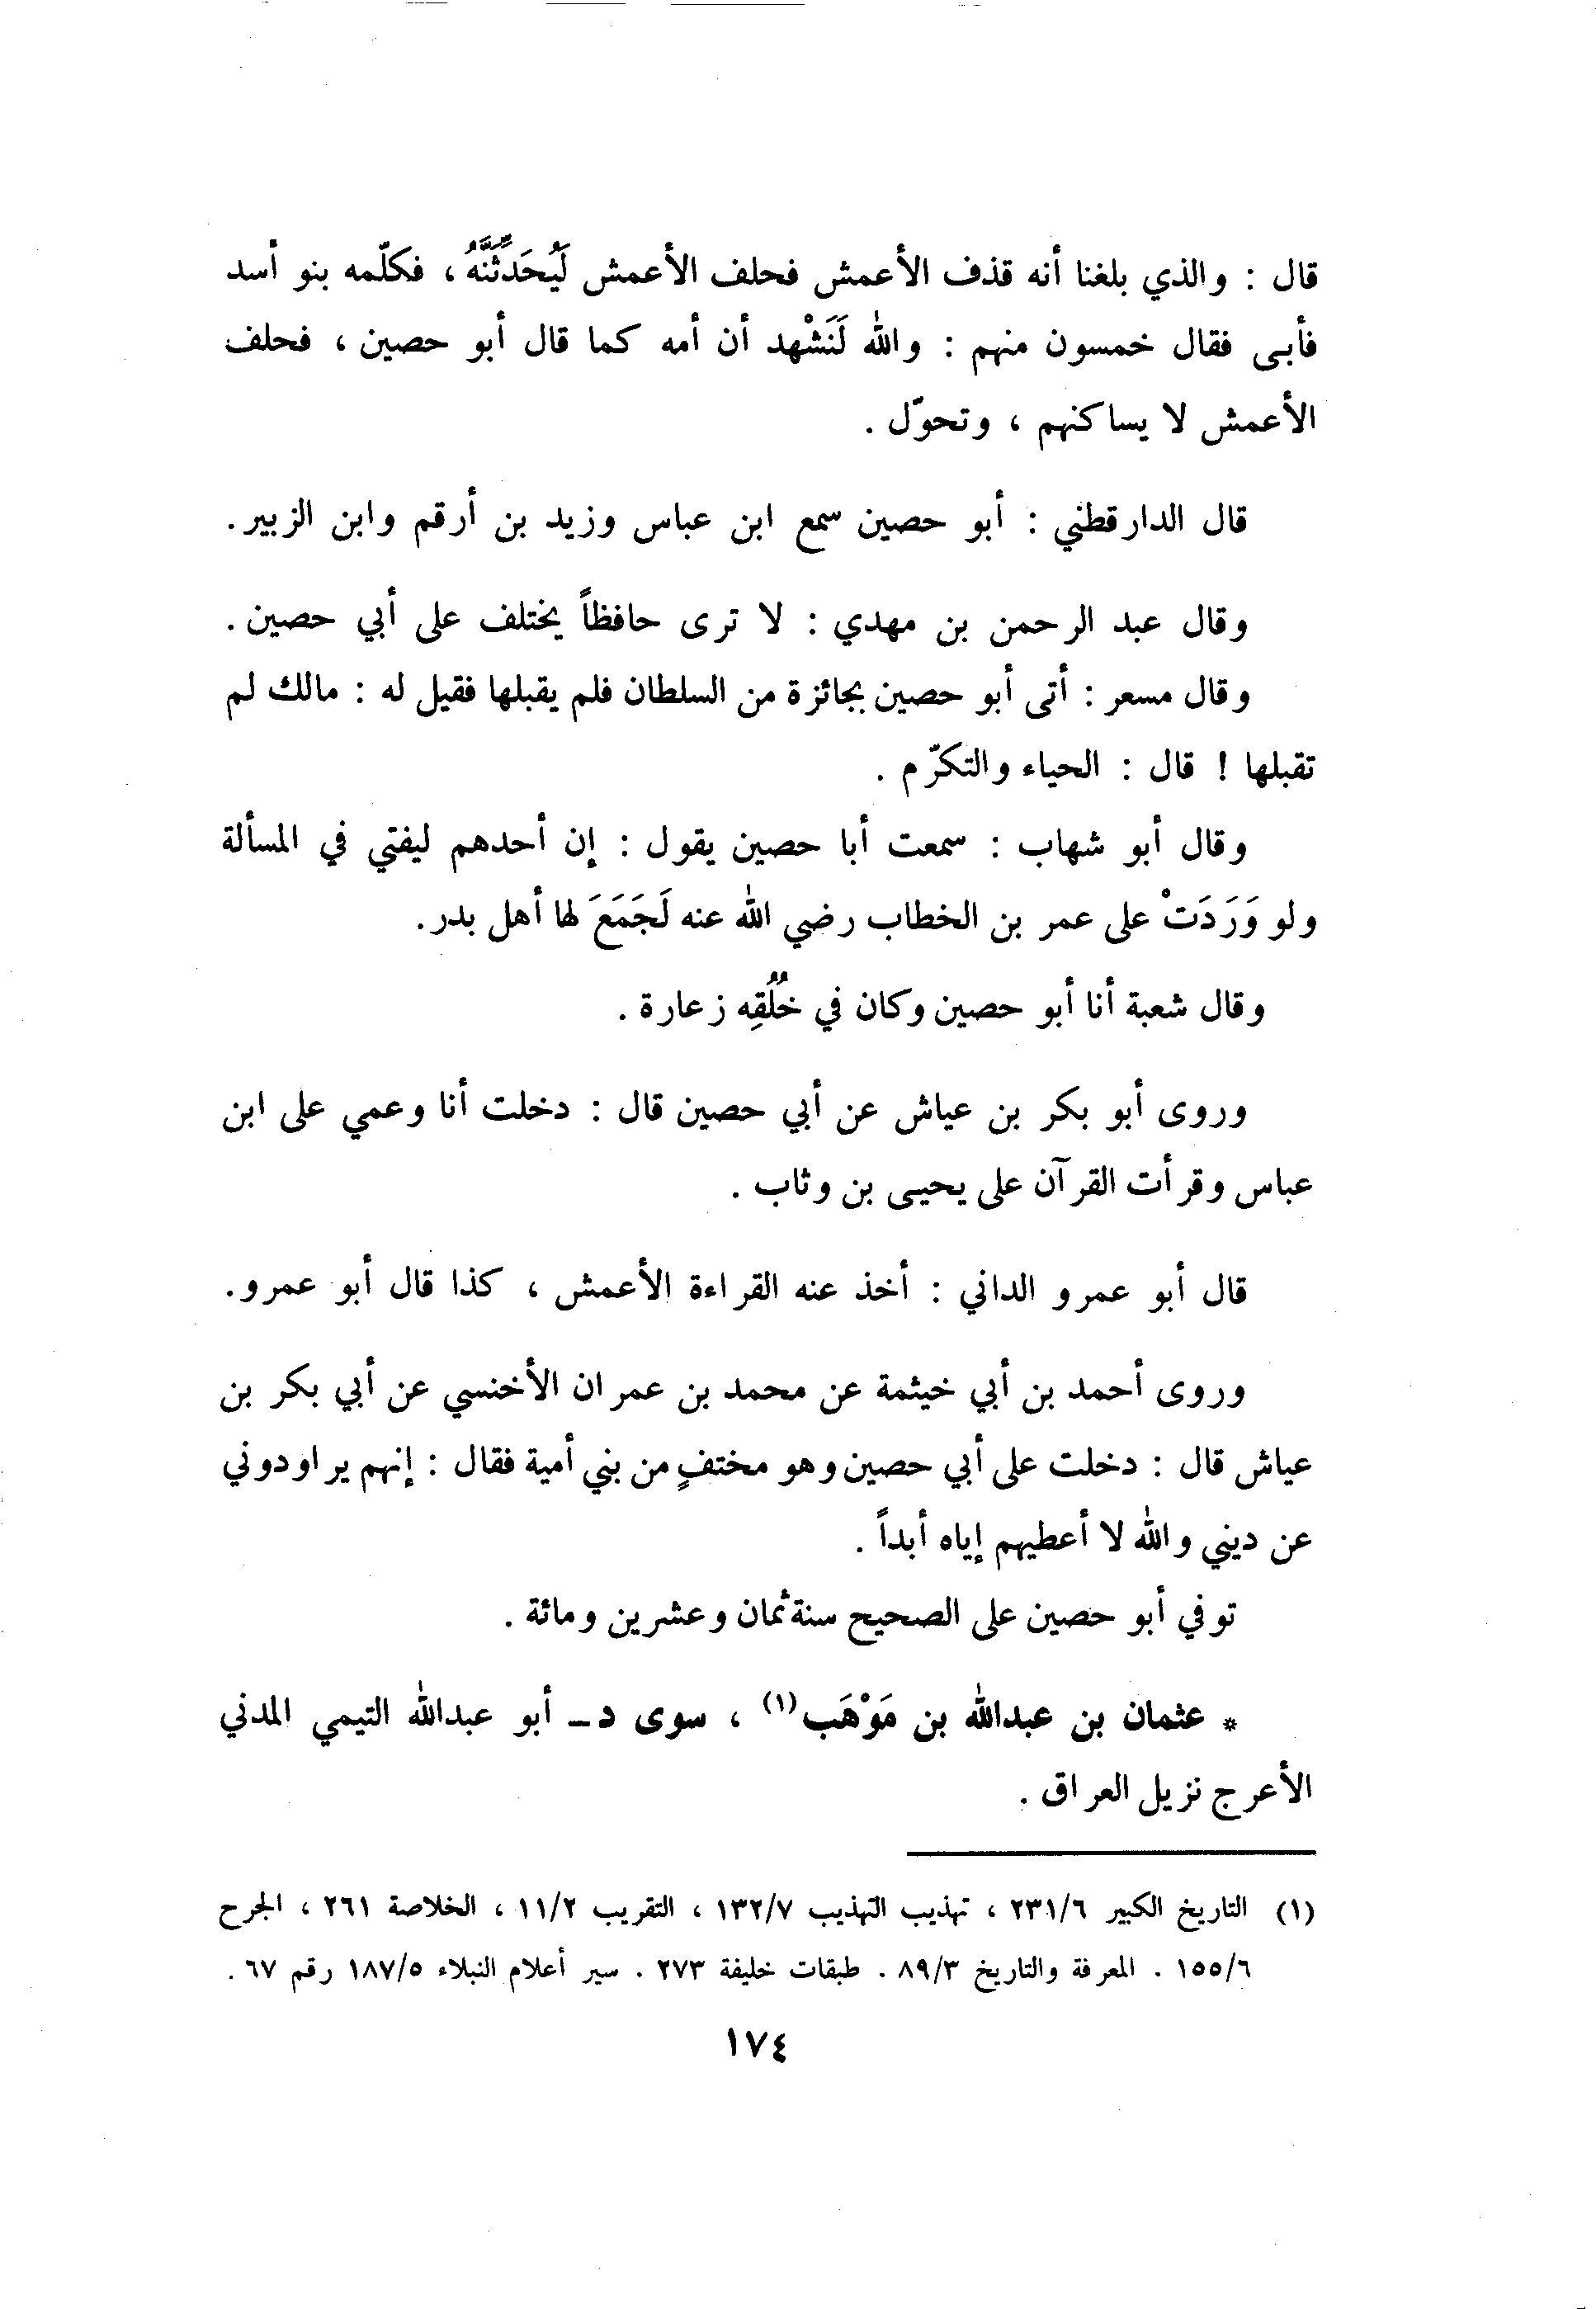 قال : والذي بلغنا أنه قذف الأعمش فحلف الأعمش لَيُحَدِّثَنَّهُ ، فكلّمه بنو أسد
فأبى فقال خمسون منهم : والله لَنَشْهد أن أمه كما قال أبو حصين ، فحلف
الأعمش لا يساكنهم ، وتحوّل .
قال الدارقطني : أبو حصين سمع ابن عباس وزيد بن أرقم وابن الزبير .
وقال عبد الرحمن بن مهدي : لا ترى حافظاً يختلف على أبي حصين .
وقال مسعر : أتى أبو حصين بجائزة من السلطان فلم يقبلها فقيل له : مالك لم
تقبلها ! قال : الحياء والتكرّم .
وقال أبو شهاب : سمعت أبا حصين يقول : إن أحدهم ليفتي في المسألة
ولو وَرَدَتْ على عمر بن الخطاب رضي الله عنه لَجَمَعَ لها أهل بدر .
وقال شعبة أنا أبو حصين وكان في خُلُقِه زعارة .
وروى أبو بكر بن عياش عن أبي حصين قال : دخلت أنا وعمي على ابن
عباس وقرأت القرآن على يحيى بن وثاب .
قال أبو عمرو الداني : أخذ عنه القراءة الأعمش ، كذا قال أبو عمرو .
وروى أحمد بن أبي خيثمة عن محمد بن عمران الأخنسي عن أبي بكر بن
عياش قال : دخلت على أبي حصين وهو مختفٍ من بني أمية فقال : إنهم يراودوني
عن ديني والله لا أعطيهم إياه أبداً .
توفي أبو حصين على الصحيح سنة ثمان وعشرين ومائة .
* عثمان بن عبدالله بن مَوْهَب (١) ، سوى د ـ أبو عبدالله التيمي المدني
الأعرج نزيل العراق .
(١) التاريخ الكبير ٢٣١/٦ ، تهذيب التهذيب ١٣٢/٧ ، التقريب ١١/٢ ، الخلاصة ٢٦١ ، الجرح
١٥٥/٦ . المعرفة والتاريخ ٨٩/٣ . طبقات خليفة ٢٧٣ . سير أعلام النبلاء ١٨٧/٥ رقم ٦٧ .
١٧٤